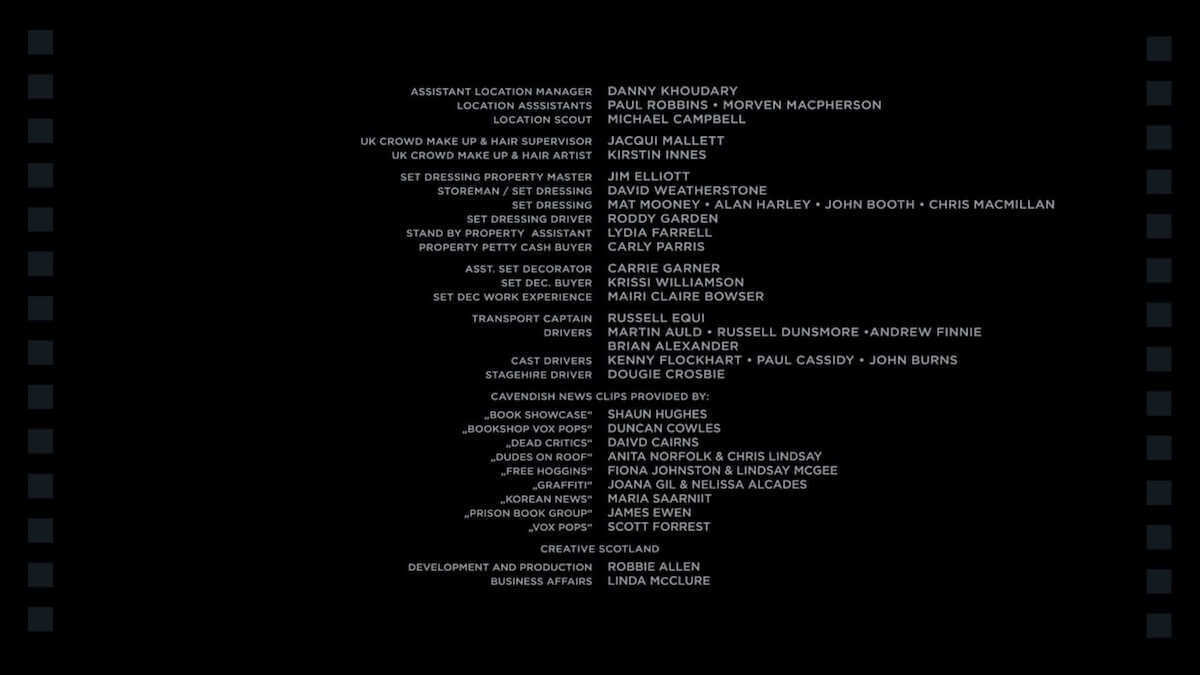 ASSISTANT LOCATION MANAGER DANNY KHOUDARY
LOCATION ASSSISTANTS PAUL ROBBINS • MORVEN MACPHERSON
LOCATION SCOUT MICHAEL CAMPBELL
UK CROWD MAKE UP & HAIR SUPERVISOR JACQUI MALLETT
UK CROWD MAKE UP & HAIR ARTIST KIRSTIN INNES
SET DRESSING PROPERTY MASTER JIM ELLIOTT
STOREMAN / SET DRESSING DAVID WEATHERSTONE
SET DRESSING MAT MOONEY • ALAN HARLEY • JOHN BOOTH • CHRIS MACMILLAN
SET DRESSING DRIVER RODDY GARDEN
STAND BY PROPERTY ASSISTANT LYDIA FARRELL
PROPERTY PETTY CASH BUYER CARLY PARRIS
ASST. SET DECORATOR CARRIE GARNER
SET DEC. BUYER KRISSI WILLIAMSON
SET DEC WORK EXPERIENCE MAIRI CLAIRE BOWSER
TRANSPORT CAPTAIN RUSSELL EQUI
DRIVERS MARTIN AULD • RUSSELL DUNSMORE •ANDREW FINNIE
BRIAN ALEXANDER
CAST DRIVERS KENNY FLOCKHART • PAUL CASSIDY • JOHN BURNS
STAGEHIRE DRIVER DOUGIE CROSBIE
CAVENDISH NEWS CLIPS PROVIDED BY:
„BOOK SHOWCASE“ SHAUN HUGHES
„BOOKSHOP VOX POPS“ DUNCAN COWLES
„DEAD CRITICS“ DAIVD CAIRNS
„DUDES ON ROOF“ ANITA NORFOLK & CHRIS LINDSAY
„FREE HOGGINS“ FIONA JOHNSTON & LINDSAY MCGEE
„GRAFFITI“ JOANA GIL & NELISSA ALCADES
„KOREAN NEWS“ MARIA SAARNIIT
„PRISON BOOK GROUP“ JAMES EWEN
„VOX POPS“ SCOTT FORREST
CREATIVE SCOTLAND
DEVELOPMENT AND PRODUCTION ROBBIE ALLEN
BUSINESS AFFAIRS LINDA McCLURE